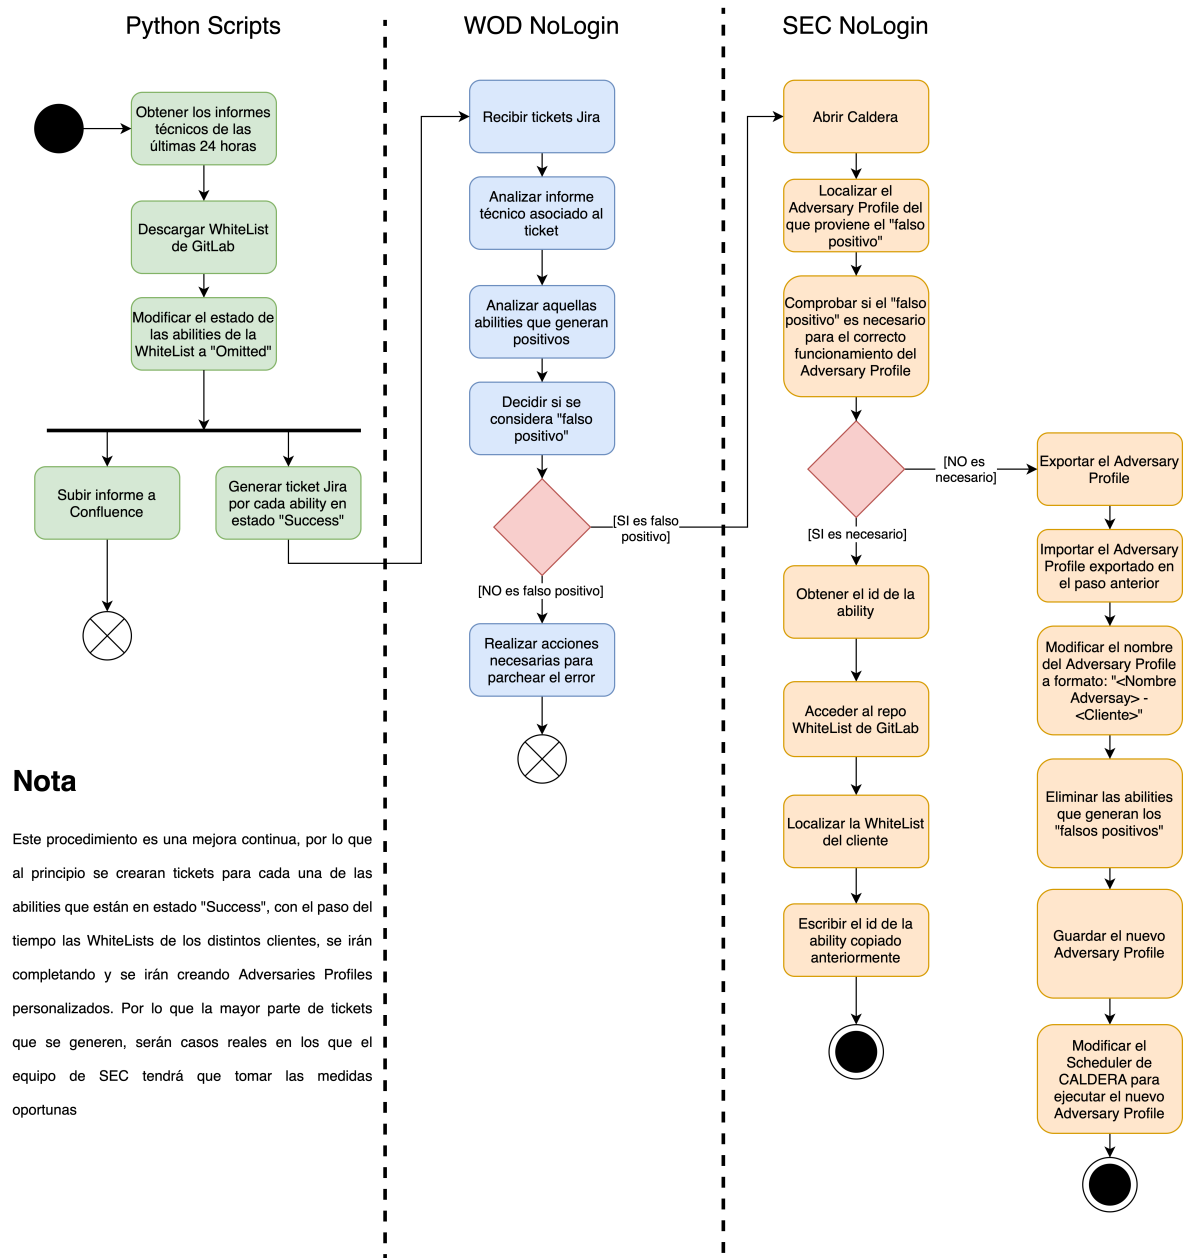 Python Scripts
WOD NoLogin
SEC NoLogin
Obtener los informes
técnicos de las
últimas 24 horas
Descargar WhiteList
de GitLab
Modificar el estado de
las abilities de la
WhiteList a "Omitted"
Subir informe a
Confluence
Generar ticket Jira
por cada ability en
estado "Success"
Recibir tickets Jira
Analizar informe
técnico asociado al
ticket
Analizar aquellas
abilities que generan
positivos
Decidir si se
considera "falso
positivo"
[SI es falso
positivo]
[NO es falso positivo]
Realizar acciones
necesarias para
parchear el error
Abrir Caldera
Localizar el
Adversary Profile del
que proviene el "falso
positivo"
Comprobar si el "falso
positivo" es necesario
para el correcto
funcionamiento del
Adversary Profile
[NO es
necesario]
[SI es necesario]
Obtener el id de la
ability
Acceder al repo
WhiteList de GitLab
Localizar la WhiteList
del cliente
Escribir el id de la
ability copiado
anteriormente
Exportar el Adversary
Profile
Importar el Adversary
Profile exportado en
el paso anterior
Modificar el nombre
del Adversary Profile
a formato: "<Nombre
Adversay> -
<Cliente>"
Eliminar las abilities
que generan los
"falsos positivos"
Guardar el nuevo
Adversary Profile
Modificar el
Scheduler de
CALDERA para
ejecutar el nuevo
Adversary Profile
Nota
Este procedimiento es una mejora continua, por lo que
al principio se crearan tickets para cada una de las
abilities que están en estado "Success", con el paso del
tiempo las WhiteLists de los distintos clientes, se irán
completando y se irán creando Adversaries Profiles
personalizados. Por lo que la mayor parte de tickets
que se generen, serán casos reales en los que el
equipo de SEC tendrá que tomar las medidas
oportunas